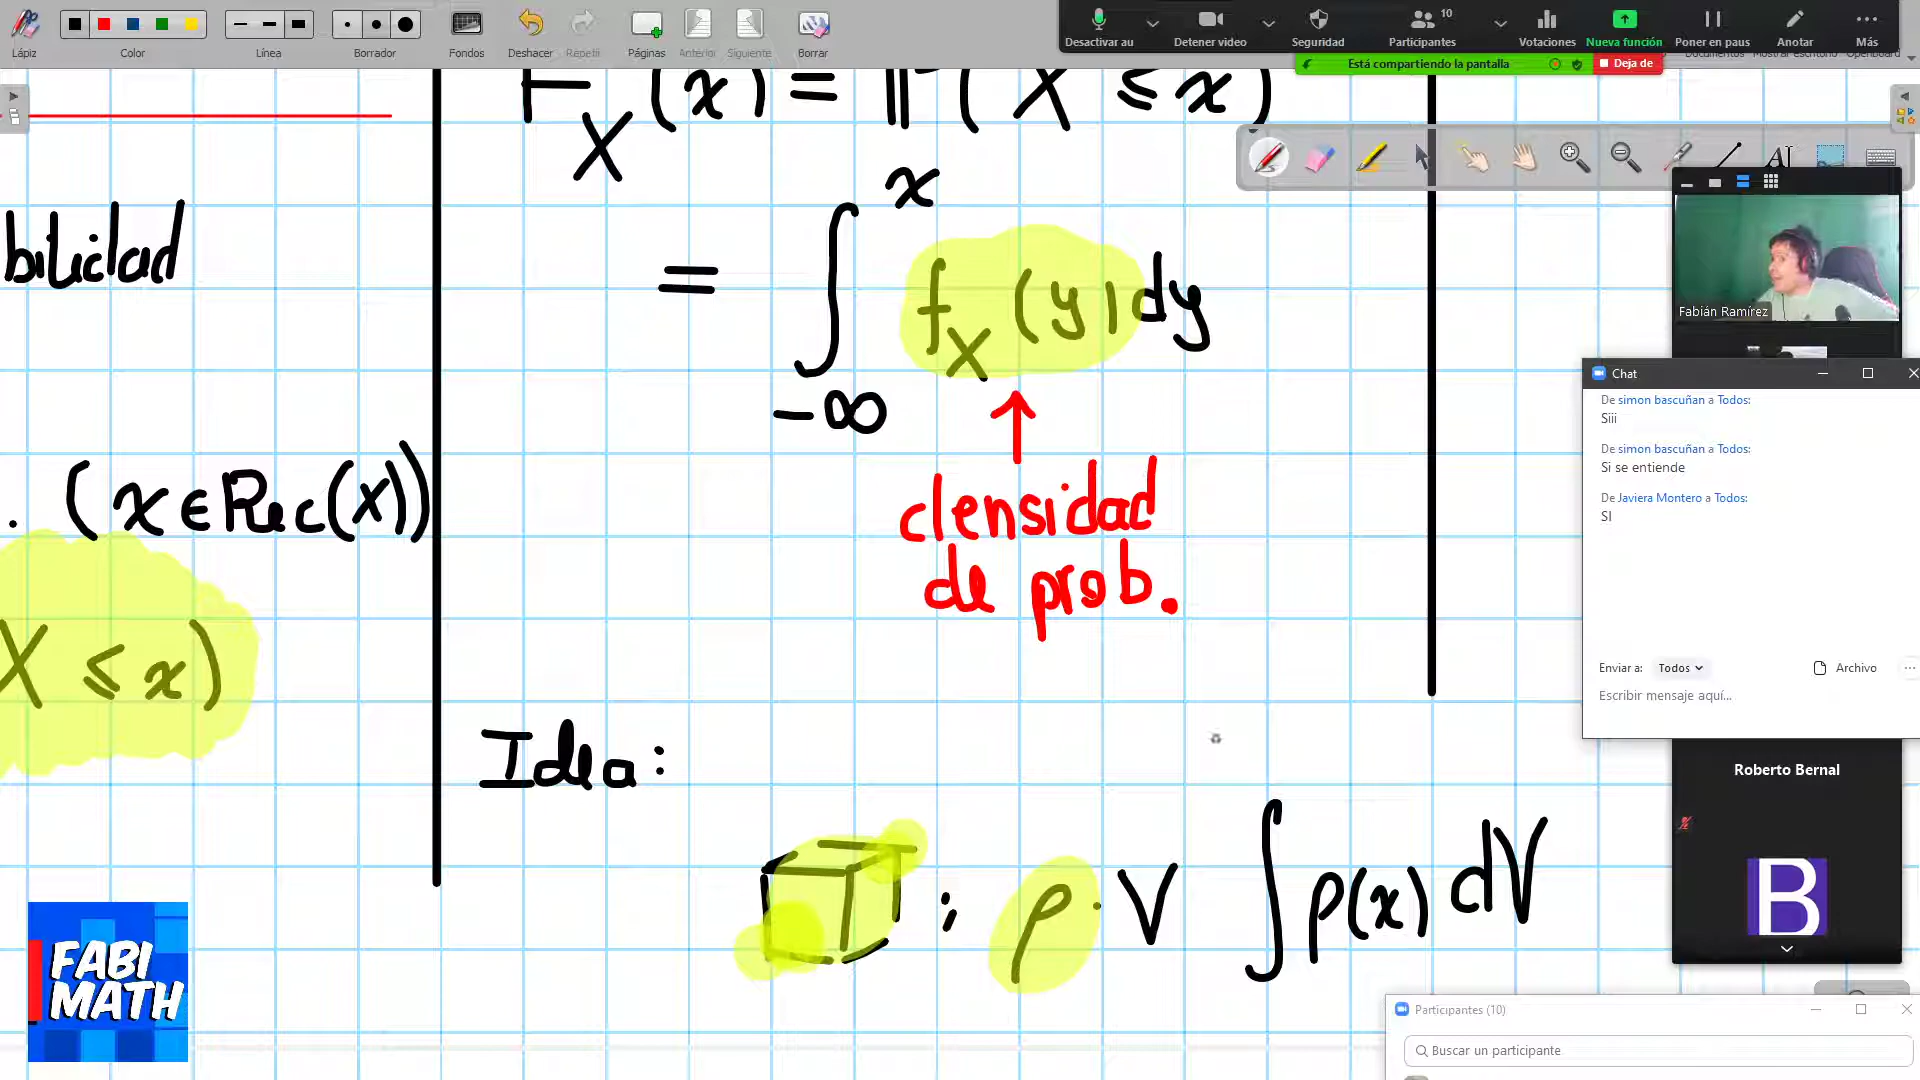 Lápiz
Color
Línea
Borrador
Fondos
Deshacer
Repetir
Páginas
Anterior
Siguiente
Borrar
Desactivar au
Detener video
Seguridad
10
Participantes
Votaciones
Nueva función
Poner en paus
Anotar
Más
Está compartiendo la pantalla
Deja de
F_X(x) = ℙ(X ≤ x)
= ∫_{-∞}^{x} f_X(y)dy
densidad
de prob.
bilidad
. (x ∈ Rec(X))
X ≤ x)
Idea:
; ρ · V ∫ρ(x) dV
FABI
MATH
Fabián Ramírez
Chat
De simon bascuñan a Todos:
Siii
De simon bascuñan a Todos:
Si se entiende
De Javiera Montero a Todos:
SI
Enviar a: Todos
Archivo
Escribir mensaje aquí...
Roberto Bernal
B
Participantes (10)
Buscar un participante